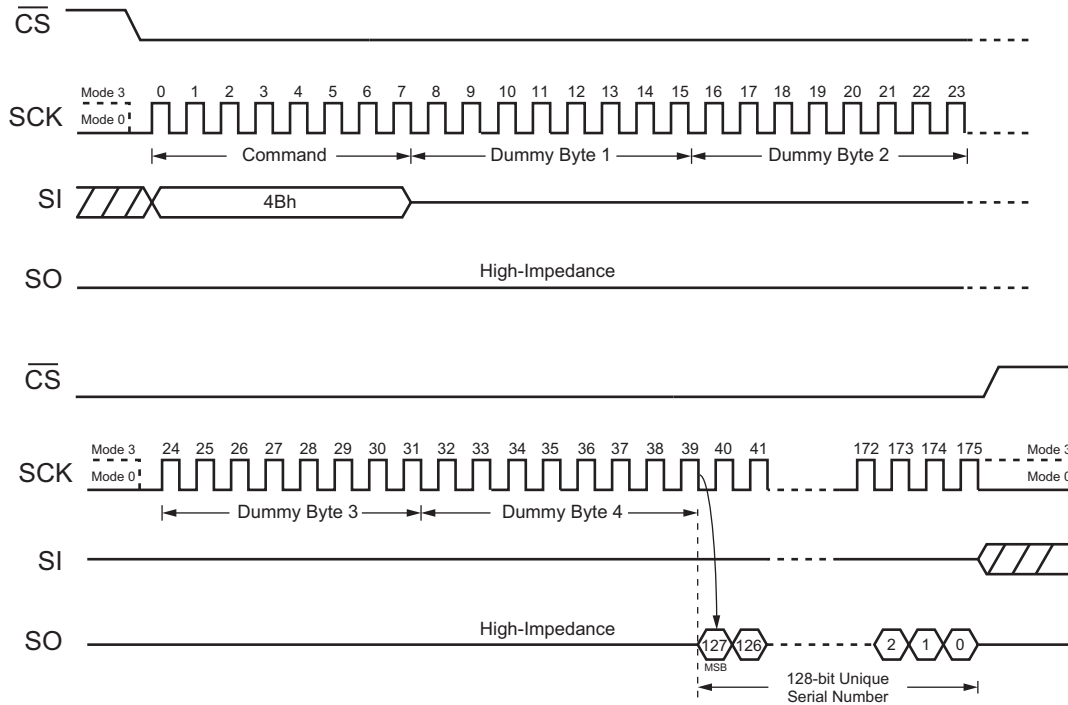 CS
SCK
Mode 3
Mode 0
0 1 2 3 4 5 6 7 8 9 10 11 12 13 14 15 16 17 18 19 20 21 22 23
Command
Dummy Byte 1
Dummy Byte 2
SI
4Bh
SO
High-Impedance
CS
SCK
Mode 3
Mode 0
24 25 26 27 28 29 30 31 32 33 34 35 36 37 38 39 40 41 172 173 174 175
Mode 3
Mode 0
Dummy Byte 3
Dummy Byte 4
SI
SO
High-Impedance
127 126 2 1 0
MSB
128-bit Unique
Serial Number